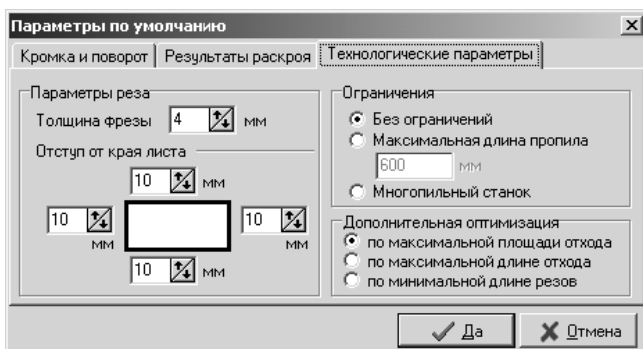 Параметры по умолчанию
Кромка и поворот
Результаты раскроя
Технологические параметры
Параметры реза
Толщина фрезы 4 мм
Отступ от края листа
10 мм
10 мм
10 мм
10 мм
Ограничения
Без ограничений
Максимальная длина пропила
600 мм
Многопильный станок
Дополнительная оптимизация
по максимальной площади отхода
по максимальной длине отхода
по минимальной длине резов
Да
Отмена